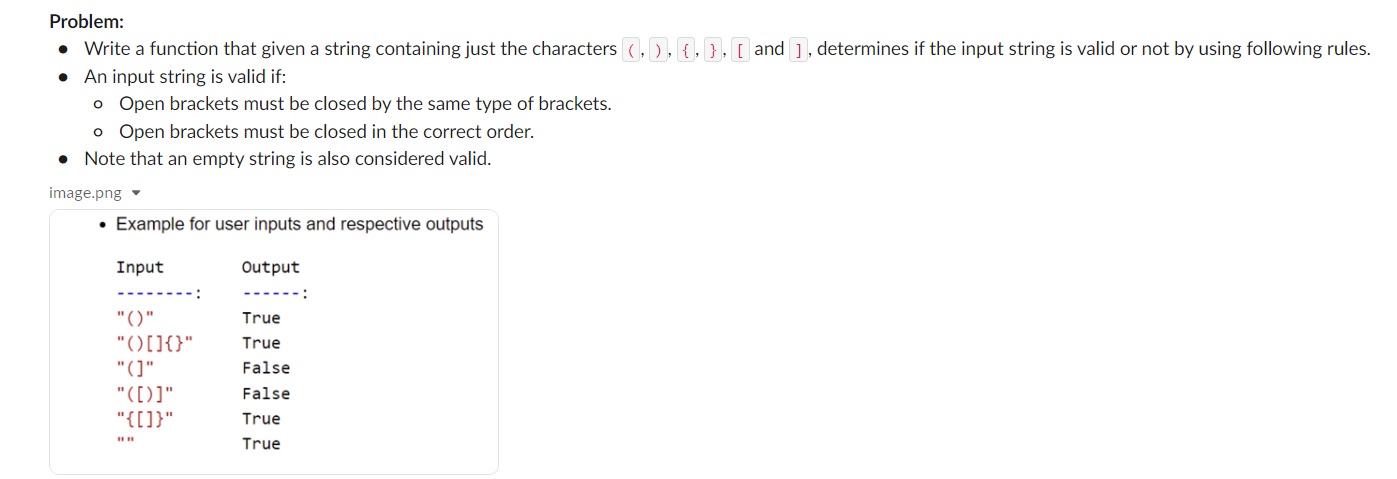 Problem:
• Write a function that given a string containing just the characters ( , ) , { , } , [ and ] , determines if the input string is valid or not by using following rules.
• An input string is valid if:
o Open brackets must be closed by the same type of brackets.
o Open brackets must be closed in the correct order.
• Note that an empty string is also considered valid.
image.png
• Example for user inputs and respective outputs
Input Output
--------: ------:
"()" True
"()[]{}" True
"(]" False
"([)]" False
"{[]}" True
"" True